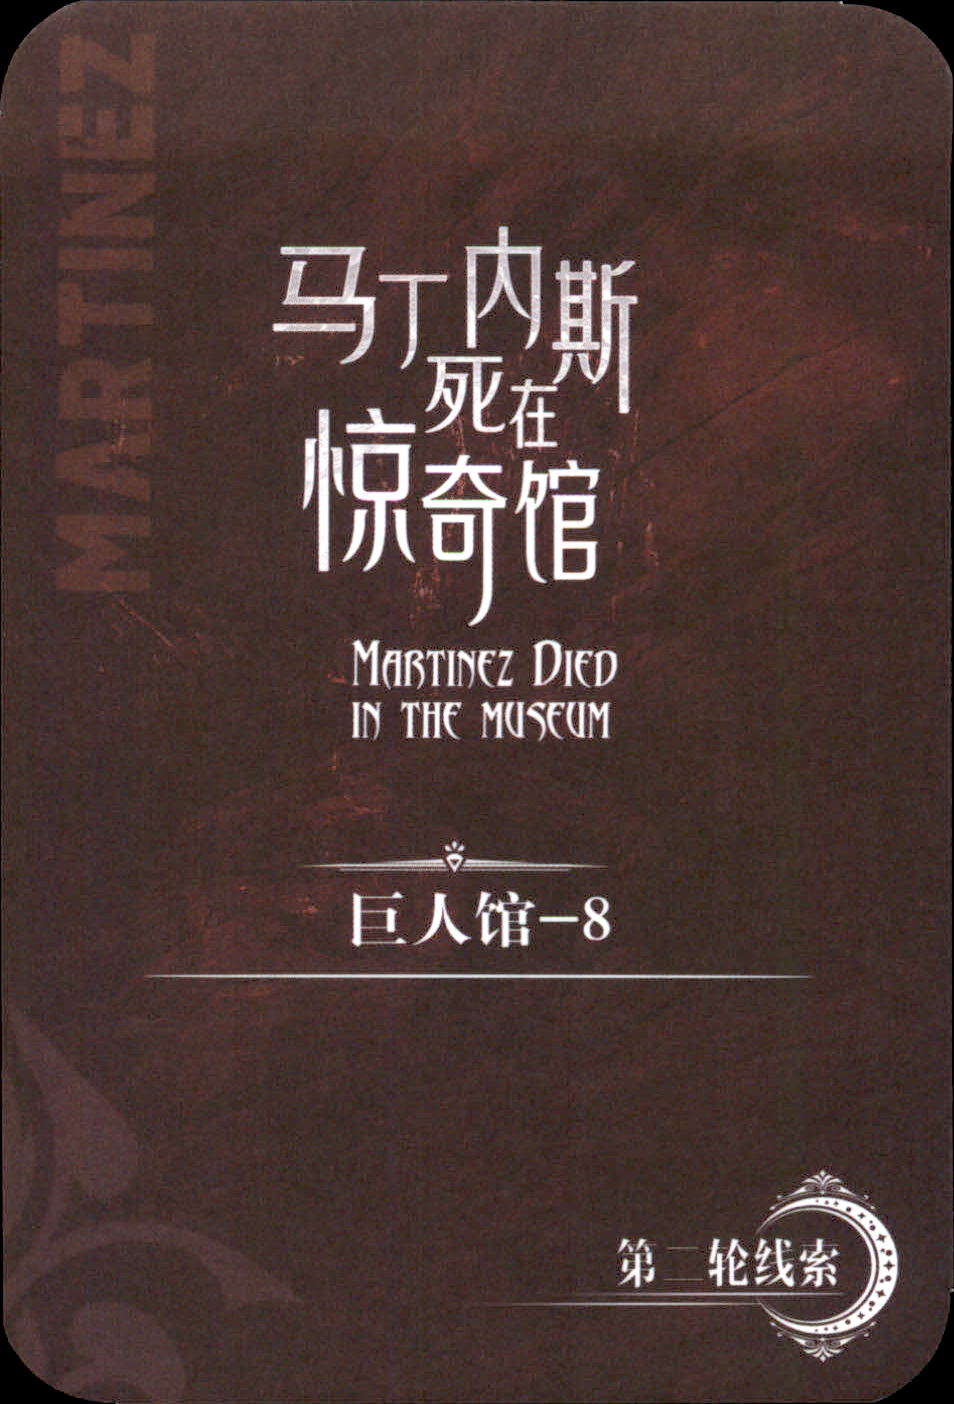 MARTINEZ
马丁内斯
死在
惊奇馆
MARTINEZ DIED
IN THE MUSEUM
巨人馆-8
第二轮线索